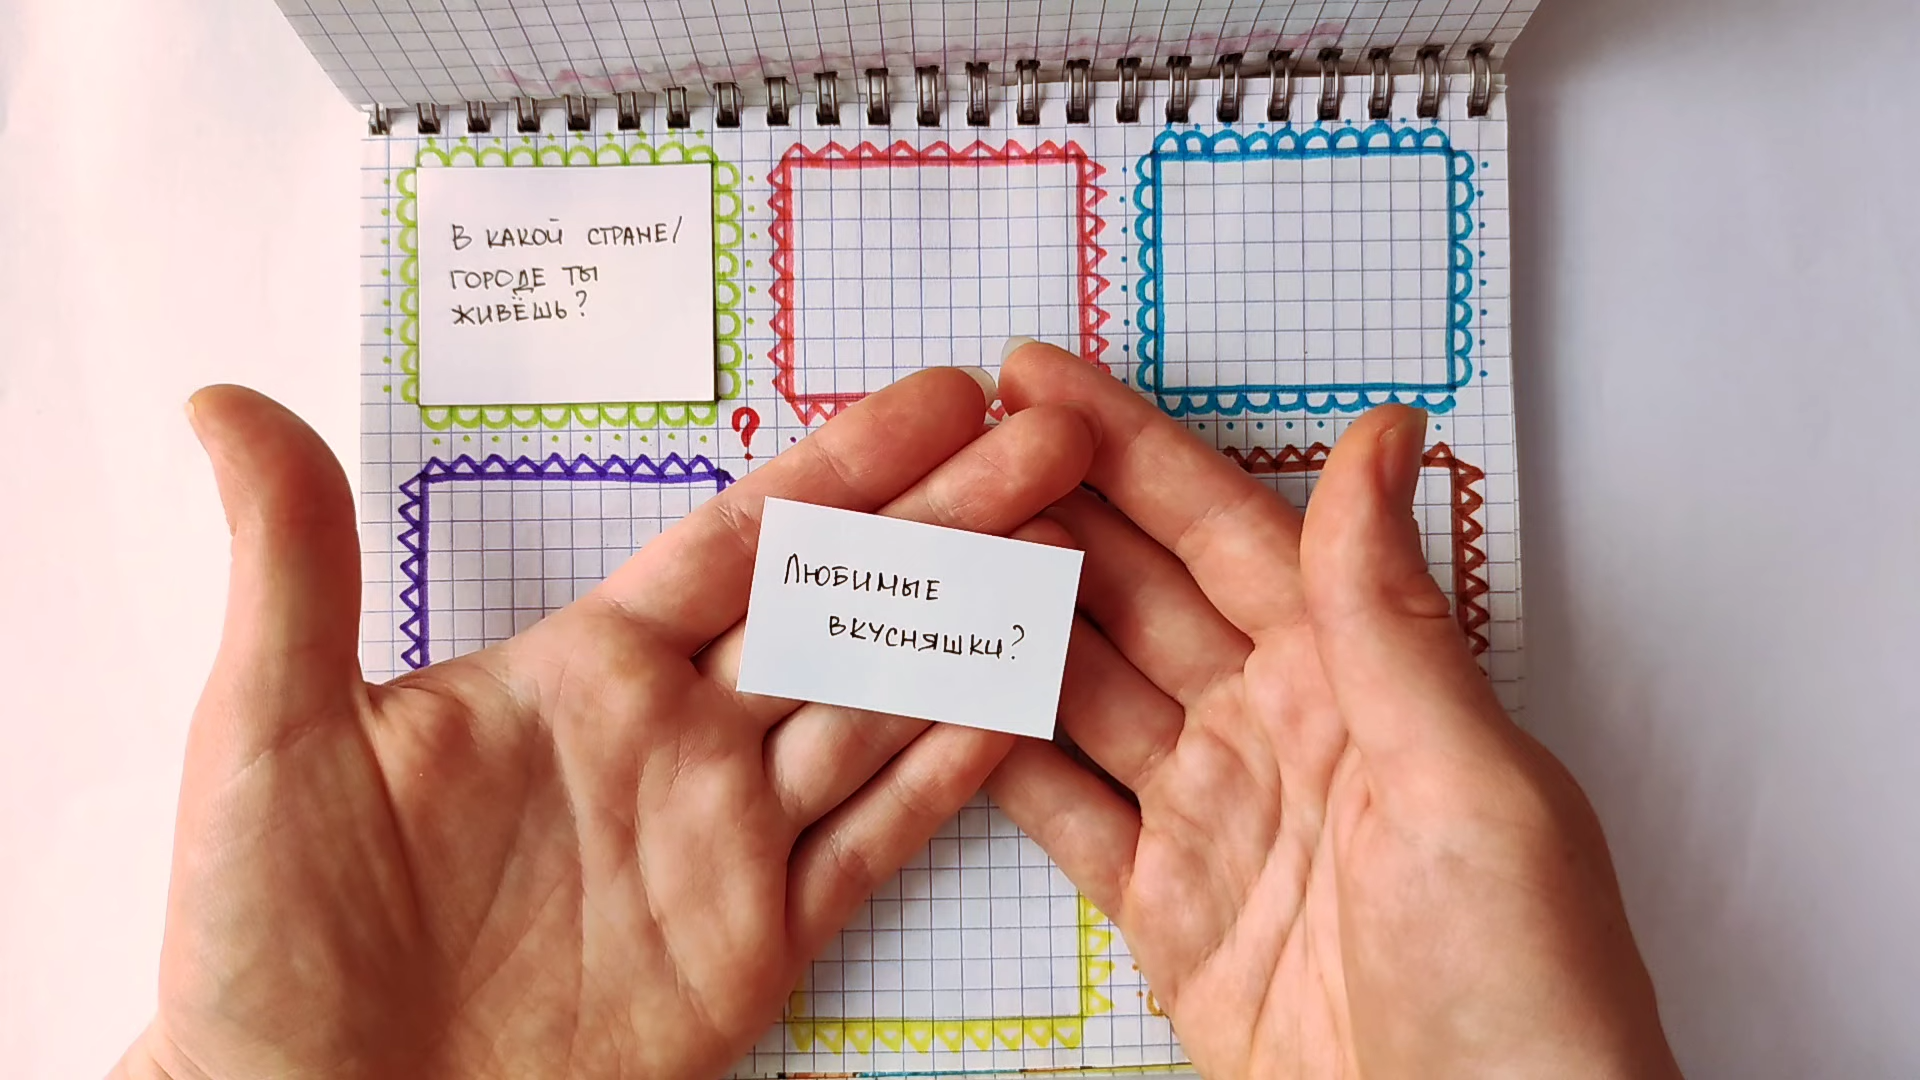 В КАКОЙ СТРАНЕ/
ГОРОДЕ ТЫ
ЖИВЁШЬ?
?
ЛЮБИМЫЕ
ВКУСНЯШКИ?